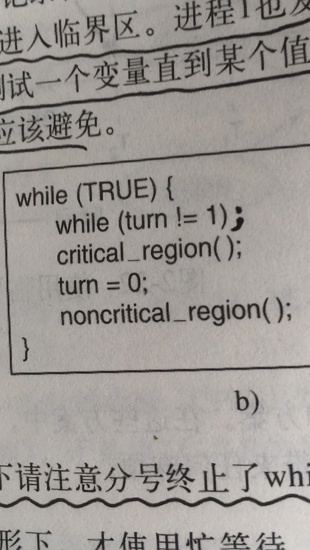 进入临界区。进程1也
试一个变量直到某个值
应该避免。
while (TRUE) {
while (turn != 1);
critical_region( );
turn = 0;
noncritical_region( );
}
b)
下请注意分号终止了whi
形下，才使用忙等待